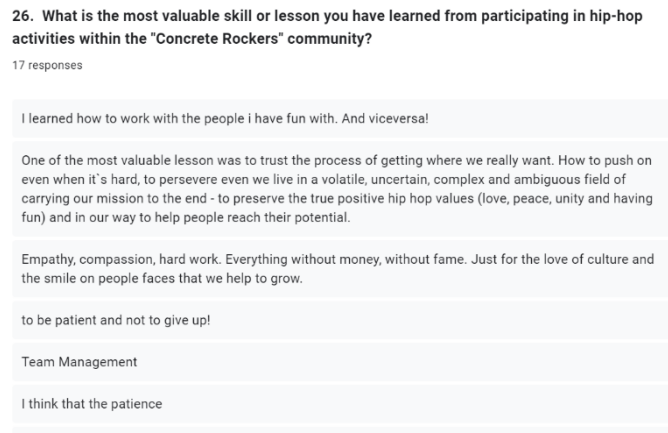 26. What is the most valuable skill or lesson you have learned from participating in hip-hop
activities within the "Concrete Rockers" community?
17 responses
I learned how to work with the people i have fun with. And viceversa!
One of the most valuable lesson was to trust the process of getting where we really want. How to push on
even when it`s hard, to persevere even we live in a volatile, uncertain, complex and ambiguous field of
carrying our mission to the end - to preserve the true positive hip hop values (love, peace, unity and having
fun) and in our way to help people reach their potential.
Empathy, compassion, hard work. Everything without money, without fame. Just for the love of culture and
the smile on people faces that we help to grow.
to be patient and not to give up!
Team Management
I think that the patience